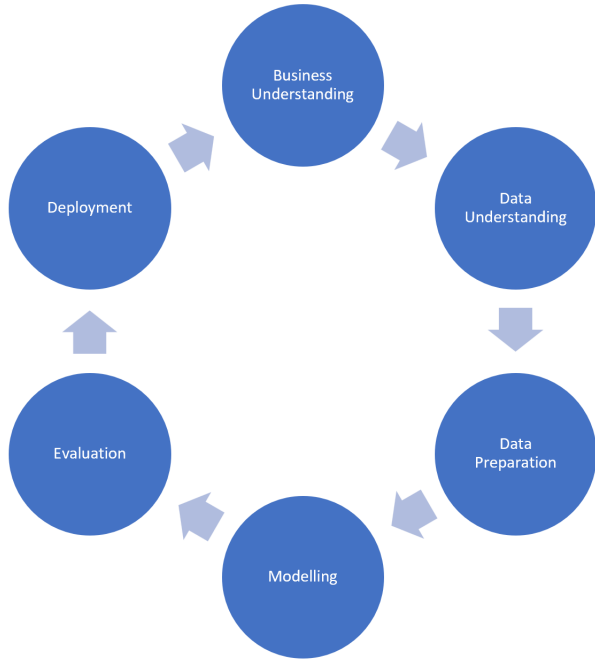 Business
Understanding
Data
Understanding
Data
Preparation
Modelling
Evaluation
Deployment